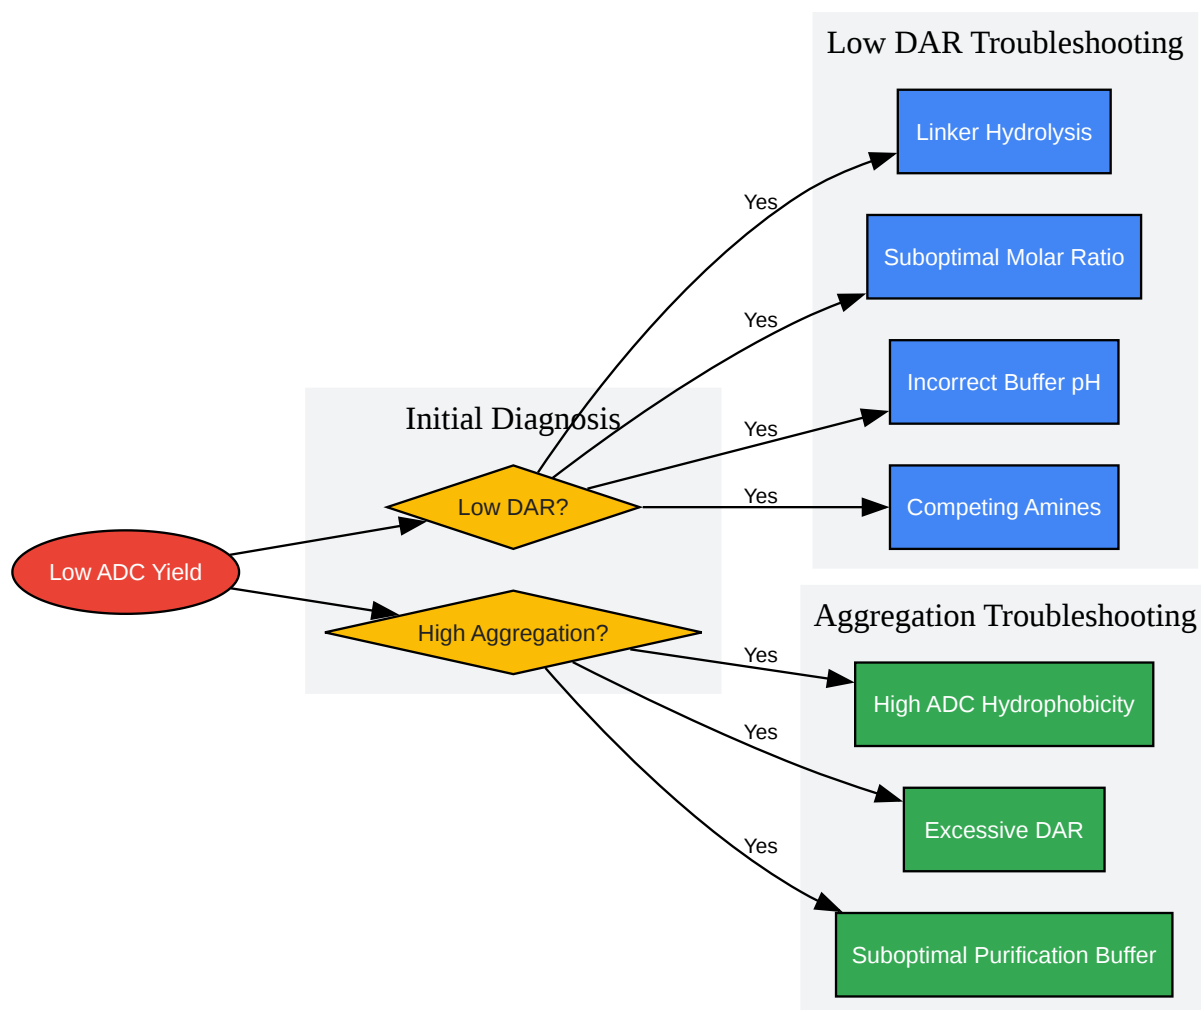 Low DAR Troubleshooting
Linker Hydrolysis
Yes
Suboptimal Molar Ratio
Yes
Incorrect Buffer pH
Initial Diagnosis
Yes
Yes
Low DAR?
Competing Amines
Low ADC Yield
Aggregation Troubleshooting
High Aggregation?
Yes
High ADC Hydrophobicity
Yes
Excessive DAR
Yes
Suboptimal Purification Buffer